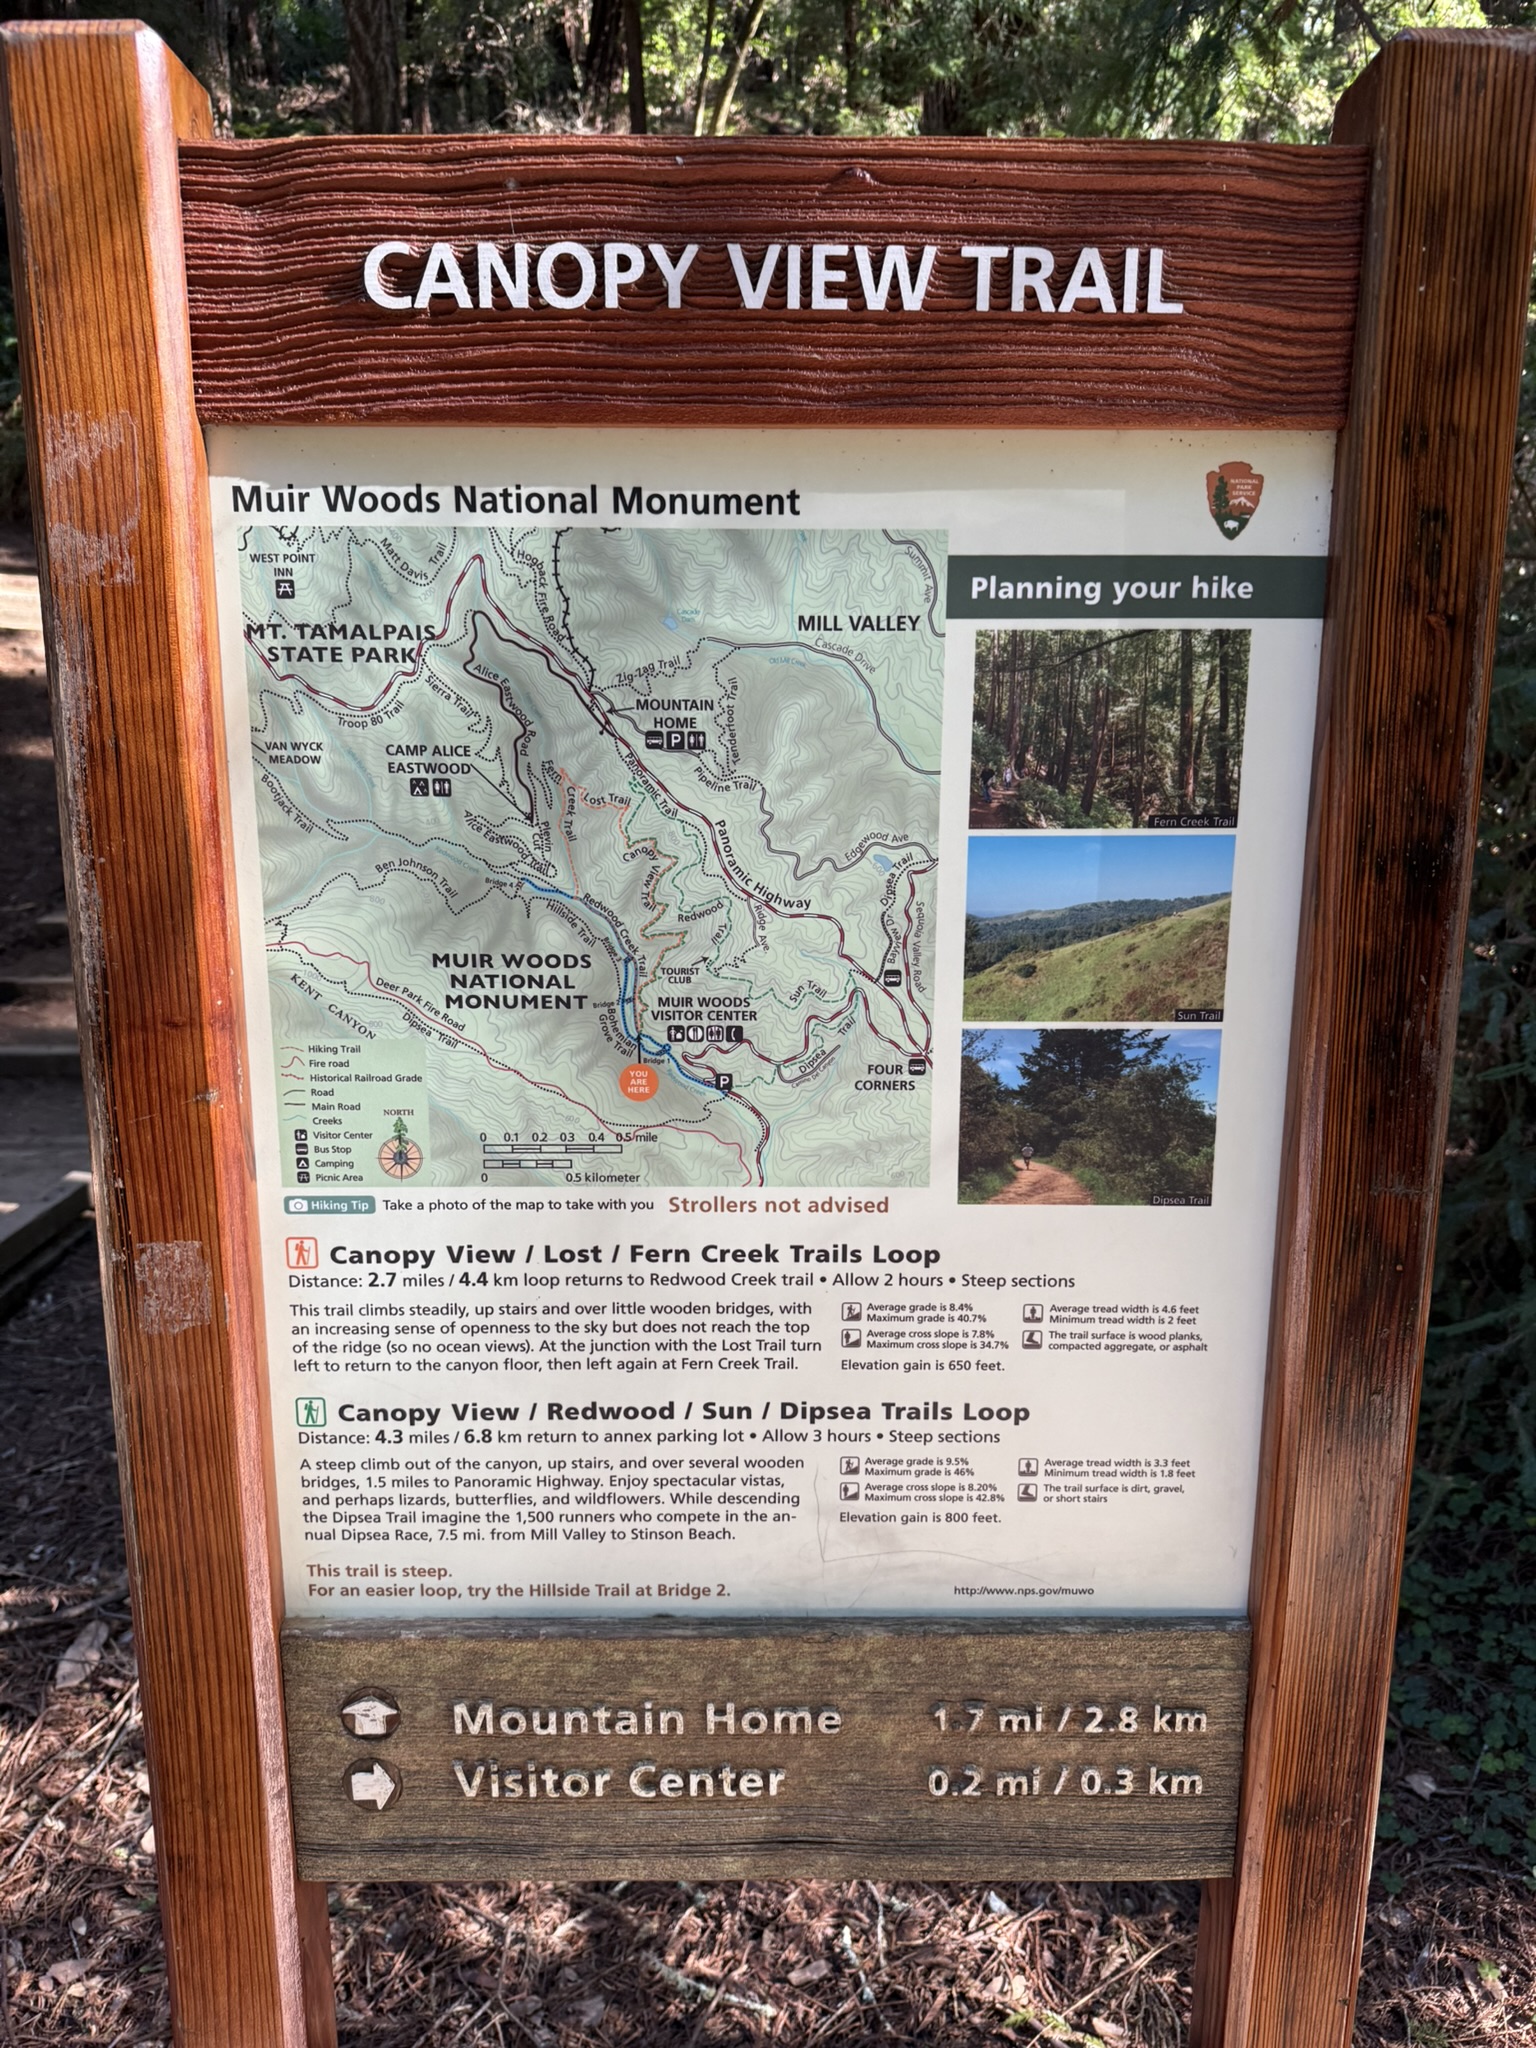 CANOPY VIEW TRAIL
Muir Woods National Monument
NATIONAL
PARK
SERVICE
Planning your hike
WEST POINT
INN
Matt Davis Trail
Hogback Fire Road
Summit Ave
MT. TAMALPAIS
STATE PARK
Cascade
Dam
MILL VALLEY
Cascade Drive
Old Mill Creek
Zig-Zag Trail
Alice Eastwood Road
Sierra Trail
Troop 80 Trail
MOUNTAIN
HOME
P
Tenderfoot Trail
VAN WYCK
MEADOW
CAMP ALICE
EASTWOOD
Bootjack Trail
Pipeline Trail
Panoramic Trail
Fern
Creek Trail
Lost Trail
Plevin
Cut
Alice Eastwood Trail
Canopy
View Trail
Panoramic Highway
Edgewood Ave
Ben Johnson Trail
Bridge 4
Hillside Trail
Redwood Creek Trail
Redwood
Trail
Ridge Ave
Bayview Dr
Dipsea Trail
Sequoia Valley Road
MUIR WOODS
NATIONAL
MONUMENT
TOURIST
CLUB
Sun Trail
MUIR WOODS
VISITOR CENTER
Bohemian
Grove Trail
Bridge 1
Deer Park Fire Road
Dipsea Trail
KENT CANYON
Dipsea
Trail
FOUR
CORNERS
YOU
ARE
HERE
P
600
Hiking Trail
Fire road
Historical Railroad Grade
Road
Main Road
Creeks
Visitor Center
Bus Stop
Camping
Picnic Area
NORTH
0 0.1 0.2 0.3 0.4 0.5 mile
0 0.5 kilometer
Fern Creek Trail
Sun Trail
Dipsea Trail
Hiking Tip Take a photo of the map to take with you Strollers not advised
Canopy View / Lost / Fern Creek Trails Loop
Distance: 2.7 miles / 4.4 km loop returns to Redwood Creek trail • Allow 2 hours • Steep sections
This trail climbs steadily, up stairs and over little wooden bridges, with
an increasing sense of openness to the sky but does not reach the top
of the ridge (so no ocean views). At the junction with the Lost Trail turn
left to return to the canyon floor, then left again at Fern Creek Trail.
Average grade is 8.4%
Maximum grade is 40.7%
Average cross slope is 7.8%
Maximum cross slope is 34.7%
Average tread width is 4.6 feet
Minimum tread width is 2 feet
The trail surface is wood planks,
compacted aggregate, or asphalt
Elevation gain is 650 feet.
Canopy View / Redwood / Sun / Dipsea Trails Loop
Distance: 4.3 miles / 6.8 km return to annex parking lot • Allow 3 hours • Steep sections
A steep climb out of the canyon, up stairs, and over several wooden
bridges, 1.5 miles to Panoramic Highway. Enjoy spectacular vistas,
and perhaps lizards, butterflies, and wildflowers. While descending
the Dipsea Trail imagine the 1,500 runners who compete in the an-
nual Dipsea Race, 7.5 mi. from Mill Valley to Stinson Beach.
Average grade is 9.5%
Maximum grade is 46%
Average cross slope is 8.20%
Maximum cross slope is 42.8%
Average tread width is 3.3 feet
Minimum tread width is 1.8 feet
The trail surface is dirt, gravel,
or short stairs
Elevation gain is 800 feet.
This trail is steep.
For an easier loop, try the Hillside Trail at Bridge 2.
http://www.nps.gov/muwo
Mountain Home 1.7 mi / 2.8 km
Visitor Center 0.2 mi / 0.3 km